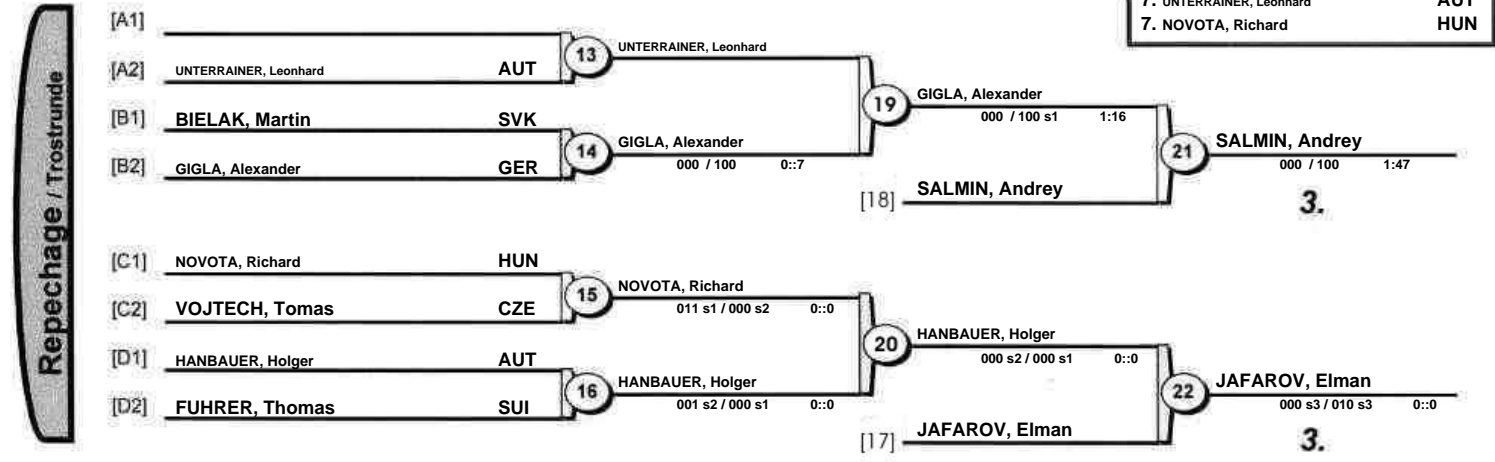 7. UNTERRAINER, Leonhard AUT
7. NOVOTA, Richard HUN
Repechage / Trostrunde
[A1]
[A2] UNTERRAINER, Leonhard AUT
13 UNTERRAINER, Leonhard
[B1] BIELAK, Martin SVK
[B2] GIGLA, Alexander GER
14 GIGLA, Alexander
000 / 100 0::7
19 GIGLA, Alexander
000 / 100 s1 1:16
[18] SALMIN, Andrey
21 SALMIN, Andrey
000 / 100 1:47
3.
[C1] NOVOTA, Richard HUN
[C2] VOJTECH, Tomas CZE
15 NOVOTA, Richard
011 s1 / 000 s2 0::0
[D1] HANBAUER, Holger AUT
[D2] FUHRER, Thomas SUI
16 HANBAUER, Holger
001 s2 / 000 s1 0::0
20 HANBAUER, Holger
000 s2 / 000 s1 0::0
[17] JAFAROV, Elman
22 JAFAROV, Elman
000 s3 / 010 s3 0::0
3.